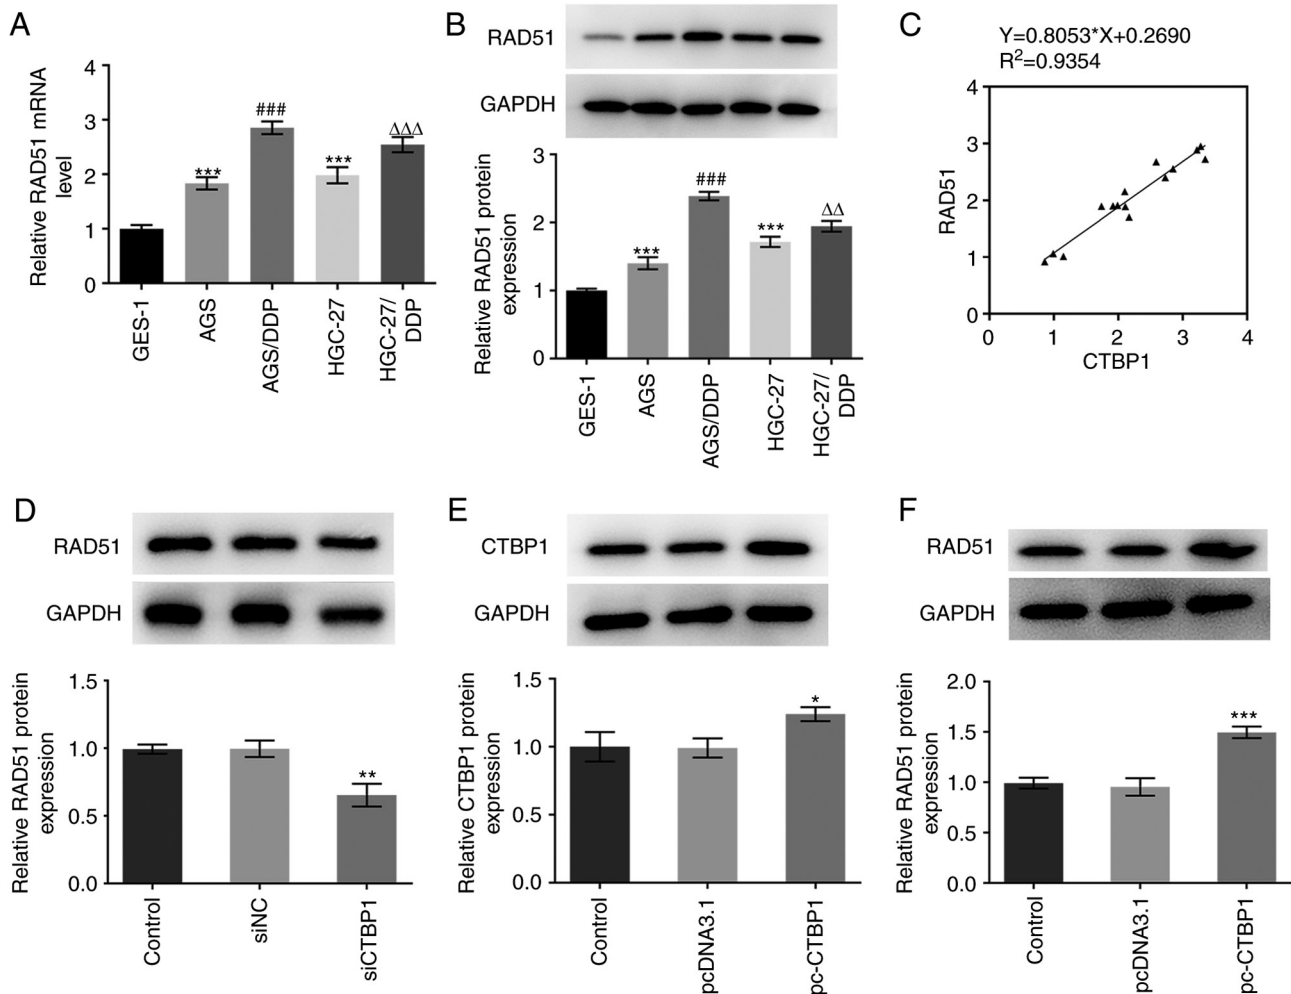 A
Relative RAD51 mRNA
level
4
3
2
1
0
***
###
***
ΔΔΔ
GES-1
AGS
AGS/DDP
HGC-27
HGC-27/
DDP
B
RAD51
GAPDH
Relative RAD51 protein
expression
3
2
1
0
***
###
***
ΔΔ
GES-1
AGS
AGS/DDP
HGC-27
HGC-27/
DDP
C
Y=0.8053*X+0.2690
R²=0.9354
RAD51
4
3
2
1
0
0
1
2
3
4
CTBP1
D
RAD51
GAPDH
Relative RAD51 protein
expression
1.5
1.0
0.5
0.0
**
Control
siNC
siCTBP1
E
CTBP1
GAPDH
Relative CTBP1 protein
expression
1.5
1.0
0.5
0.0
*
Control
pcDNA3.1
pc-CTBP1
F
RAD51
GAPDH
Relative RAD51 protein
expression
2.0
1.5
1.0
0.5
0.0
***
Control
pcDNA3.1
pc-CTBP1